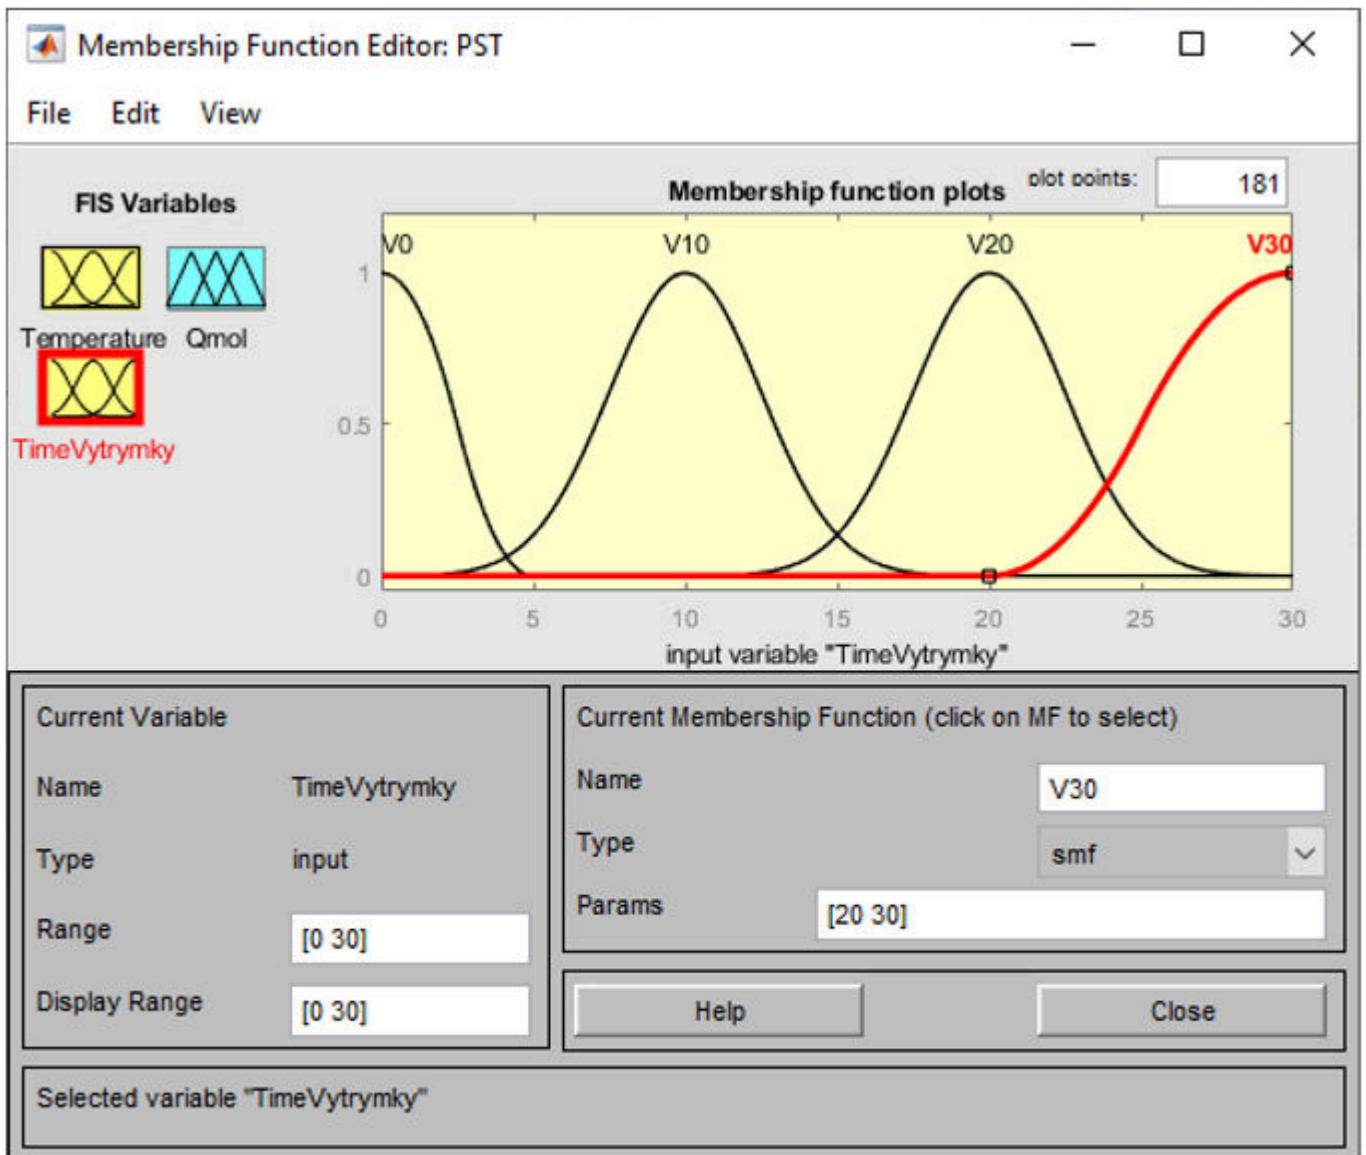 Membership Function Editor: PST
File Edit View
FIS Variables
Membership function plots
plot points:
181
Temperature
Qmol
TimeVytrymky
V0 V10 V20 V30
1
0.5
0
0 5 10 15 20 25 30
input variable "TimeVytrymky"
Current Variable
Name TimeVytrymky
Type input
Range [0 30]
Display Range [0 30]
Current Membership Function (click on MF to select)
Name V30
Type smf
Params [20 30]
Help Close
Selected variable "TimeVytrymky"